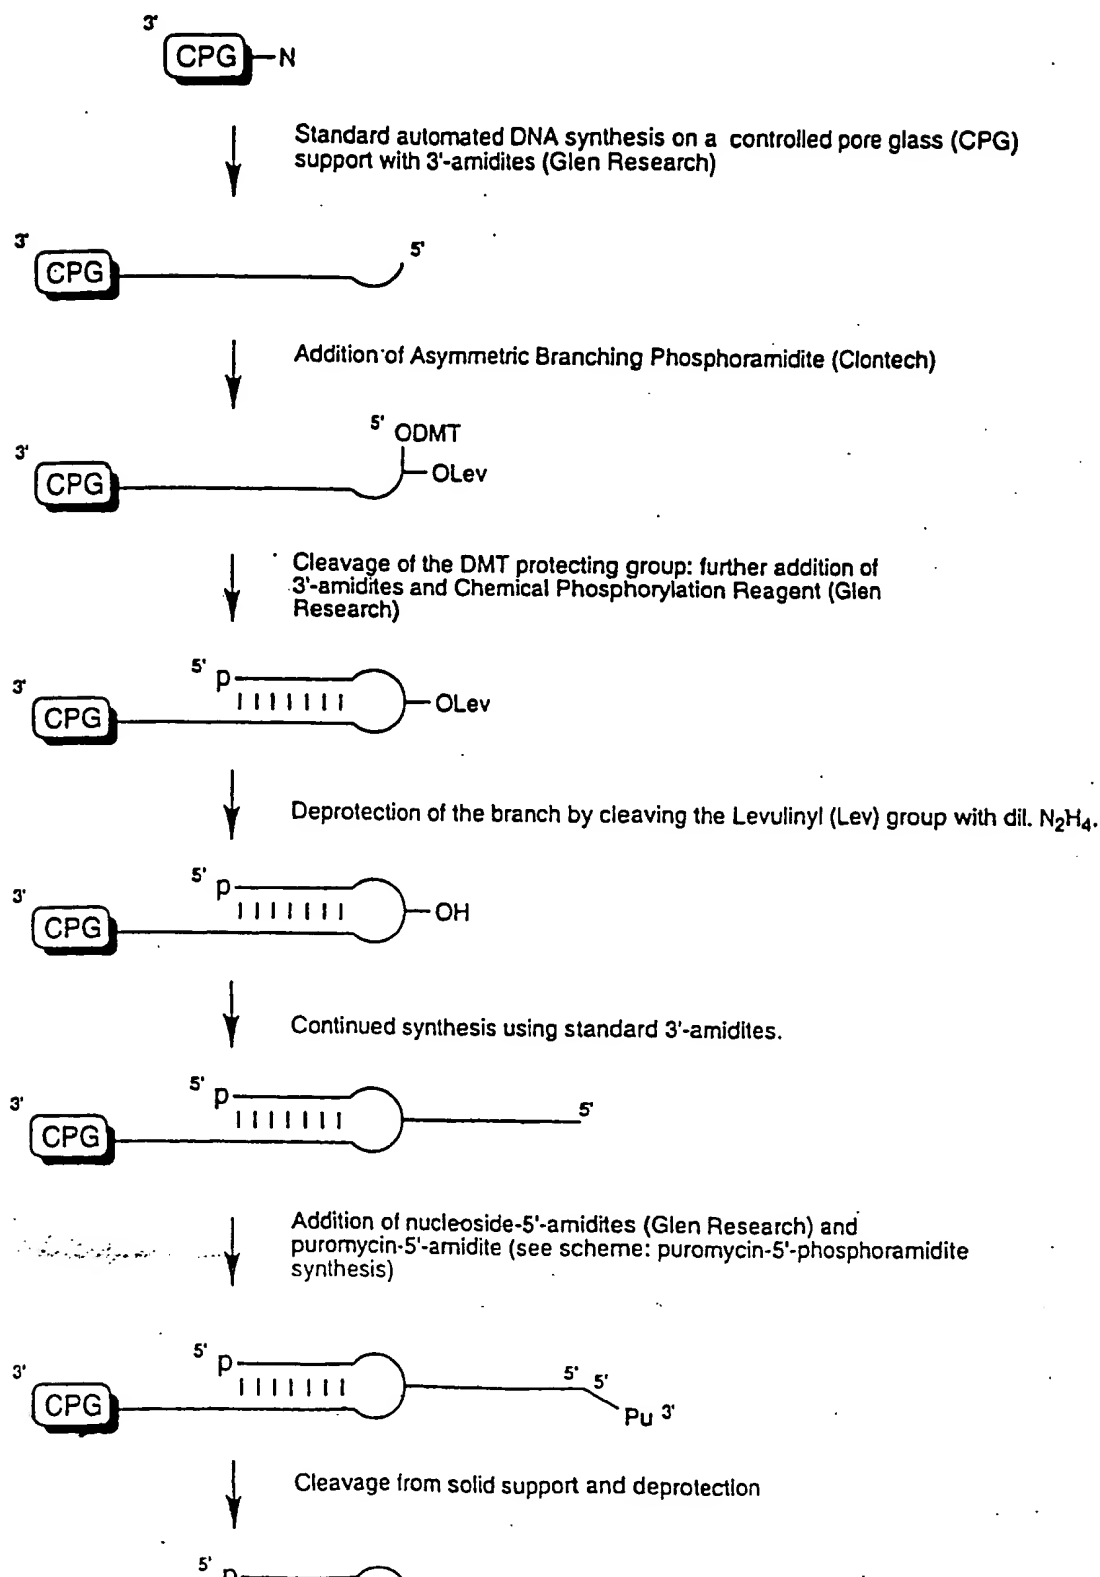 3'
CPG N
Standard automated DNA synthesis on a controlled pore glass (CPG)
support with 3'-amidites (Glen Research)
3'
5'
CPG
Addition of Asymmetric Branching Phosphoramidite (Clontech)
5' ODMT
3'
CPG
OLev
Cleavage of the DMT protecting group: further addition of
3'-amidites and Chemical Phosphorylation Reagent (Glen
Research)
5' p
3'
CPG
OLev
Deprotection of the branch by cleaving the Levulinyl (Lev) group with dil. N₂H₄.
5' p
3'
CPG
OH
Continued synthesis using standard 3'-amidites.
5' p
3'
5'
CPG
Addition of nucleoside-5'-amidites (Glen Research) and
puromycin-5'-amidite (see scheme: puromycin-5'-phosphoramidite
synthesis)
5' p
3'
5' 5'
CPG
Pu 3'
Cleavage from solid support and deprotection
5' p